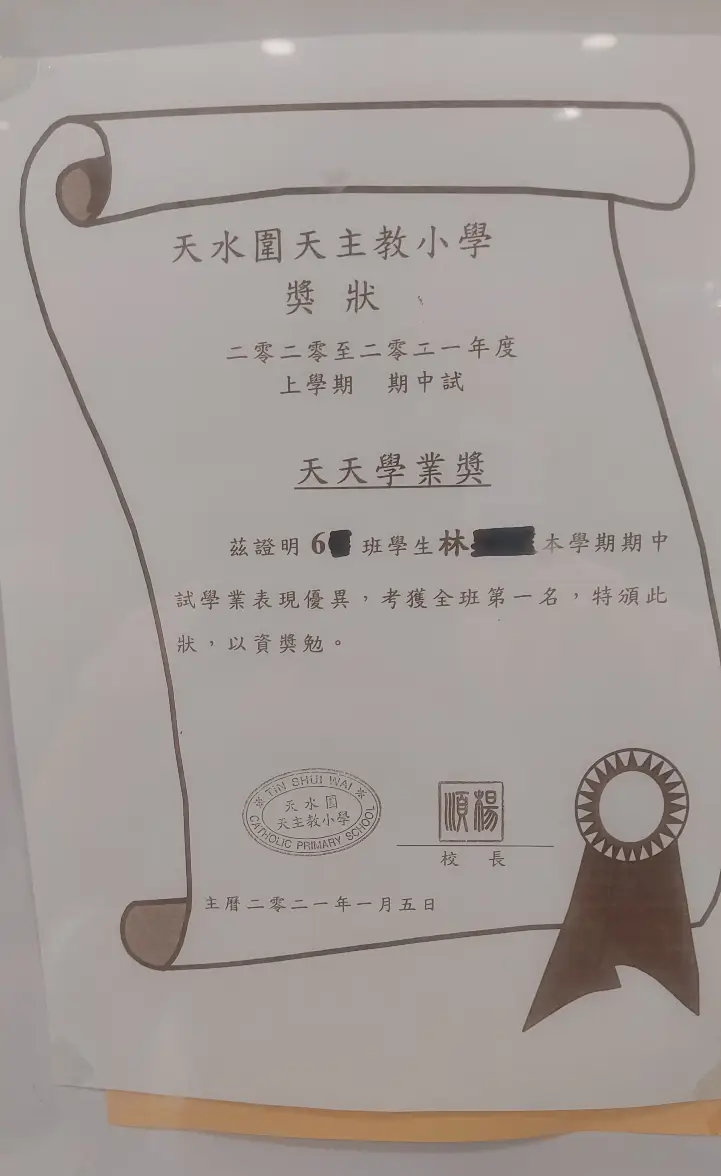 天水圍天主教小學
獎狀
二零二零至二零二一年度
上學期 期中試
天天學業獎
茲證明 6 班學生林 本學期期中
試學業表現優異，考獲全班第一名，特頒此
狀，以資獎勉。
TIN SHUI WAI
天水圍
天主教小學
CATHOLIC PRIMARY SCHOOL
楊順
校長
主曆二零二一年一月五日